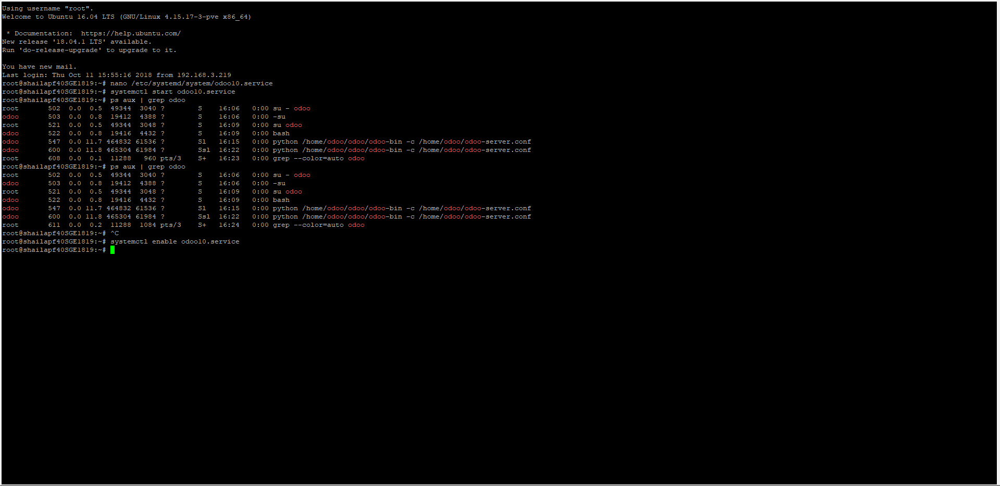 Using username "root".
Welcome to Ubuntu 16.04 LTS (GNU/Linux 4.15.17-3-pve x86_64)

 * Documentation:  https://help.ubuntu.com/
New release '18.04.1 LTS' available.
Run 'do-release-upgrade' to upgrade to it.

You have new mail.
Last login: Thu Oct 11 15:55:16 2018 from 192.168.3.219
root@shailapf40SGE1819:~# nano /etc/systemd/system/odoo10.service
root@shailapf40SGE1819:~# systemctl start odoo10.service
root@shailapf40SGE1819:~# ps aux | grep odoo
root       502  0.0  0.5  49344  3040 ?        S    16:06   0:00 su - odoo
odoo       503  0.0  0.8  19412  4388 ?        S    16:06   0:00 -su
root       521  0.0  0.5  49344  3048 ?        S    16:09   0:00 su odoo
odoo       522  0.0  0.8  19416  4432 ?        S    16:09   0:00 bash
odoo       547  0.0 11.7 464832 61536 ?        Sl   16:15   0:00 python /home/odoo/odoo/odoo-bin -c /home/odoo/odoo-server.conf
odoo       600  0.0 11.8 465304 61984 ?        Ssl  16:22   0:00 python /home/odoo/odoo/odoo-bin -c /home/odoo/odoo-server.conf
root       608  0.0  0.1  11288   960 pts/3    S+   16:23   0:00 grep --color=auto odoo
root@shailapf40SGE1819:~# ps aux | grep odoo
root       502  0.0  0.5  49344  3040 ?        S    16:06   0:00 su - odoo
odoo       503  0.0  0.8  19412  4388 ?        S    16:06   0:00 -su
root       521  0.0  0.5  49344  3048 ?        S    16:09   0:00 su odoo
odoo       522  0.0  0.8  19416  4432 ?        S    16:09   0:00 bash
odoo       547  0.0 11.7 464832 61536 ?        Sl   16:15   0:00 python /home/odoo/odoo/odoo-bin -c /home/odoo/odoo-server.conf
odoo       600  0.0 11.8 465304 61984 ?        Ssl  16:22   0:00 python /home/odoo/odoo/odoo-bin -c /home/odoo/odoo-server.conf
root       611  0.0  0.2  11288  1084 pts/3    S+   16:24   0:00 grep --color=auto odoo
root@shailapf40SGE1819:~# ^C
root@shailapf40SGE1819:~# systemctl enable odoo10.service
root@shailapf40SGE1819:~#